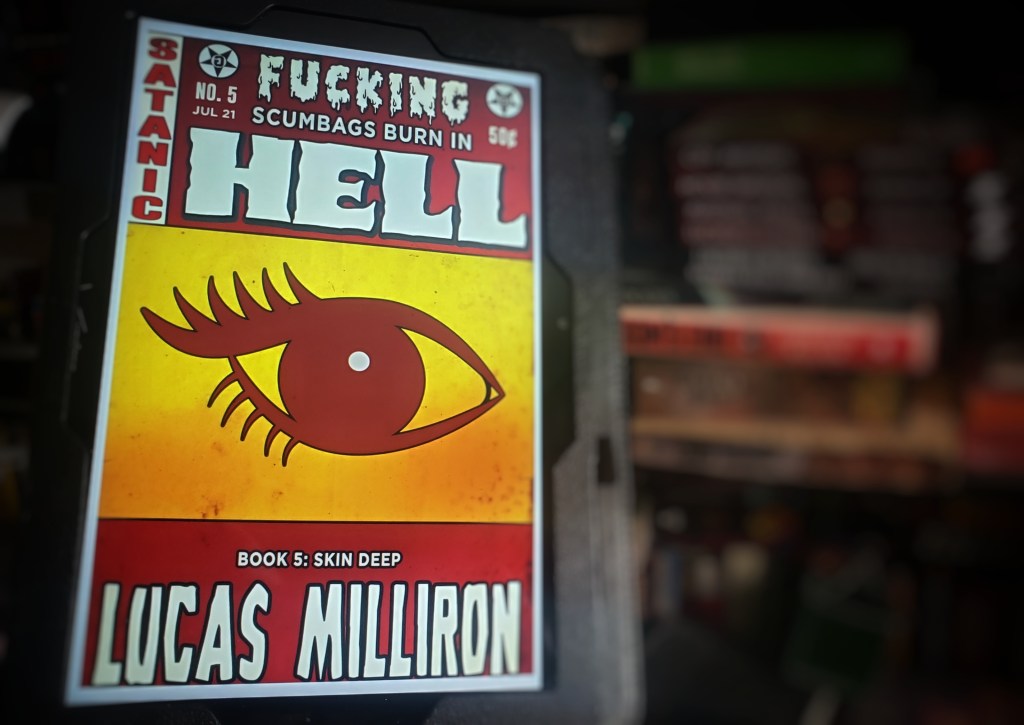 SATANIC
NO. 5
JUL 21
FUCKING
SCUMBAGS BURN IN
50¢
HELL
BOOK 5: SKIN DEEP
LUCAS MILLIRON